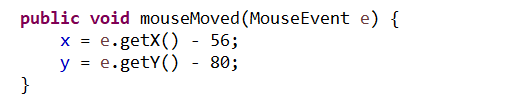 public void mouseMoved(MouseEvent e) {
    x = e.getX() - 56;
    y = e.getY() - 80;
}